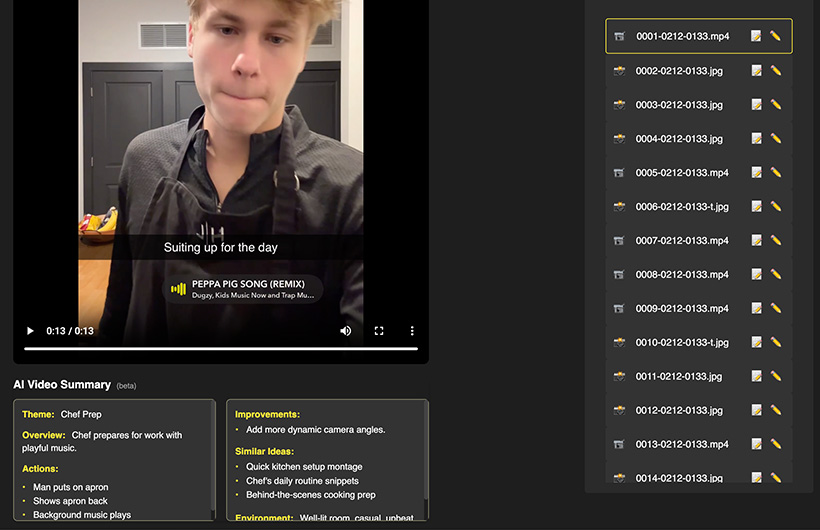 Suiting up for the day
PEPPA PIG SONG (REMIX)
Dugzy, Kids Music Now and Trap Mu...
0:13 / 0:13
AI Video Summary (beta)
Theme: Chef Prep
Overview: Chef prepares for work with
playful music.
Actions:
• Man puts on apron
• Shows apron back
• Background music plays
Improvements:
• Add more dynamic camera angles.
Similar Ideas:
• Quick kitchen setup montage
• Chef's daily routine snippets
• Behind-the-scenes cooking prep
Environment: Well-lit room, casual, upbeat
0001-0212-0133.mp4
0002-0212-0133.jpg
0003-0212-0133.jpg
0004-0212-0133.jpg
0005-0212-0133.mp4
0006-0212-0133-t.jpg
0007-0212-0133.mp4
0008-0212-0133.mp4
0009-0212-0133.mp4
0010-0212-0133-t.jpg
0011-0212-0133.jpg
0012-0212-0133.jpg
0013-0212-0133.mp4
0014-0212-0133.jpg